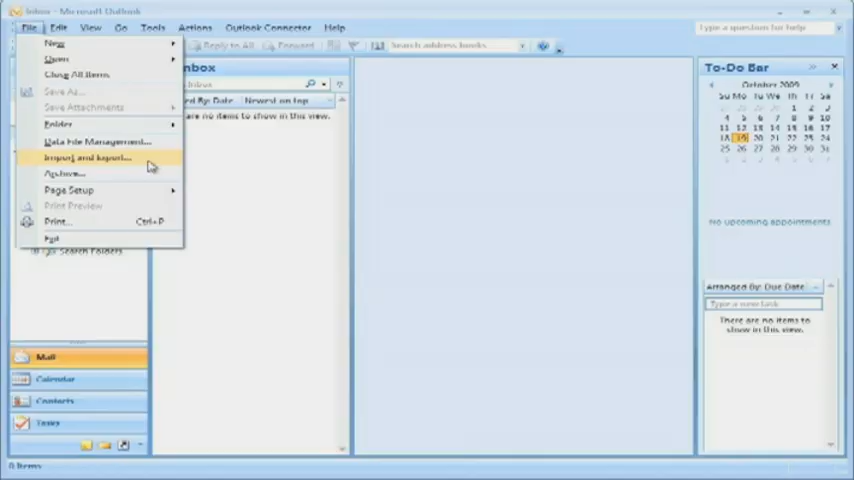 Inbox - Microsoft Outlook
File Edit View Go Tools Actions Outlook Connector Help
Type a question for help
New
Open
Close All Items
Save As...
Save Attachments
Folder
Data File Management...
Import and Export...
Archive...
Page Setup
Print Preview
Print... Ctrl+P
Exit
Search Folders
Reply to All Forward Search address books
Inbox
Inbox
ed By: Date Newest on top
are no items to show in this view.
Mail
Calendar
Contacts
Tasks
0 Items
To-Do Bar
October 2009
Su Mo Tu We Th Fr Sa
1 2 3
4 5 6 7 8 9 10
11 12 13 14 15 16 17
18 19 20 21 22 23 24
25 26 27 28 29 30 31
No upcoming appointments
Arranged By: Due Date
Type a new task
There are no items to
show in this view.